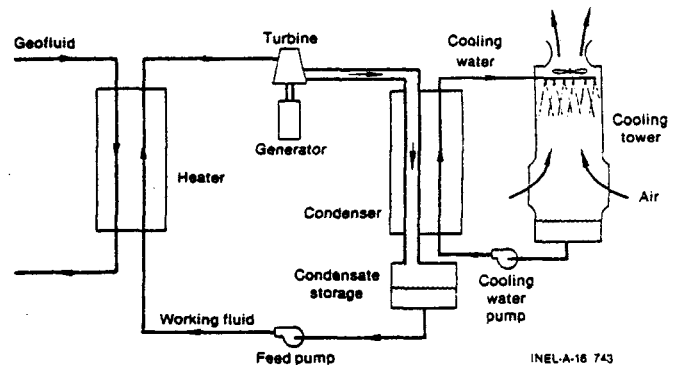 Geofluid
Turbine
Cooling
water
Generator
Heater
Condenser
Cooling
tower
Air
Condensate
storage
Cooling
water
pump
Working fluid
Feed pump
INEL-A-16 743